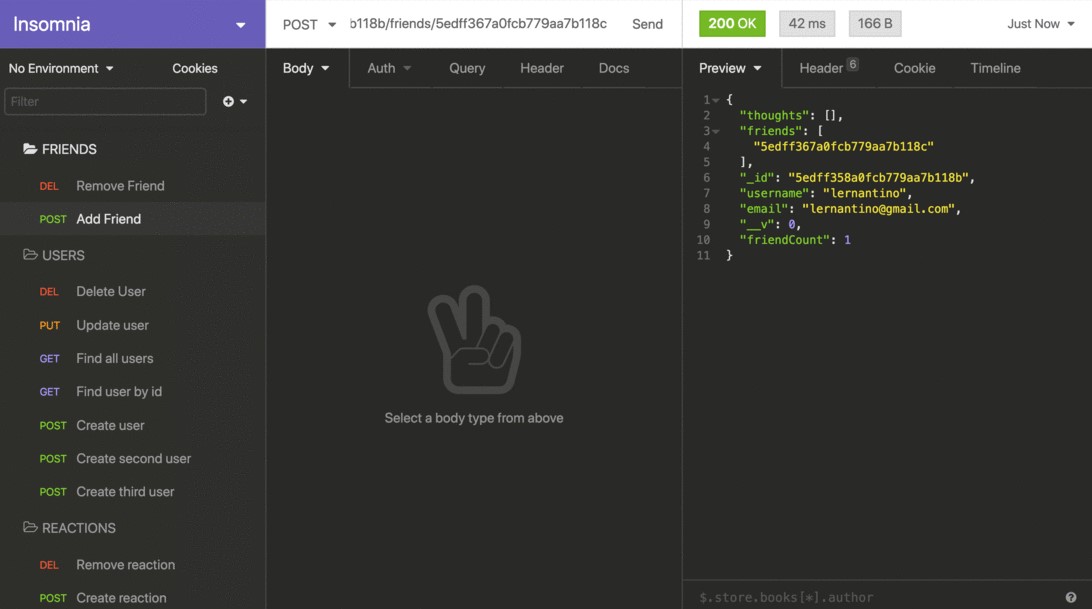 Insomnia
No Environment
Cookies
Filter
FRIENDS
DEL Remove Friend
POST Add Friend
USERS
DEL Delete User
PUT Update user
GET Find all users
GET Find user by id
POST Create user
POST Create second user
POST Create third user
REACTIONS
DEL Remove reaction
POST Create reaction
POST b118b/friends/5edff367a0fcb779aa7b118c Send
Body Auth Query Header Docs
Select a body type from above
200 OK 42 ms 166 B Just Now
Preview Header 6 Cookie Timeline
1 {
2 "thoughts": [],
3 "friends": [
4 "5edff367a0fcb779aa7b118c"
5 ],
6 "_id": "5edff358a0fcb779aa7b118b",
7 "username": "lernantino",
8 "email": "lernantino@gmail.com",
9 "__v": 0,
10 "friendCount": 1
11 }
$.store.books[*].author
?